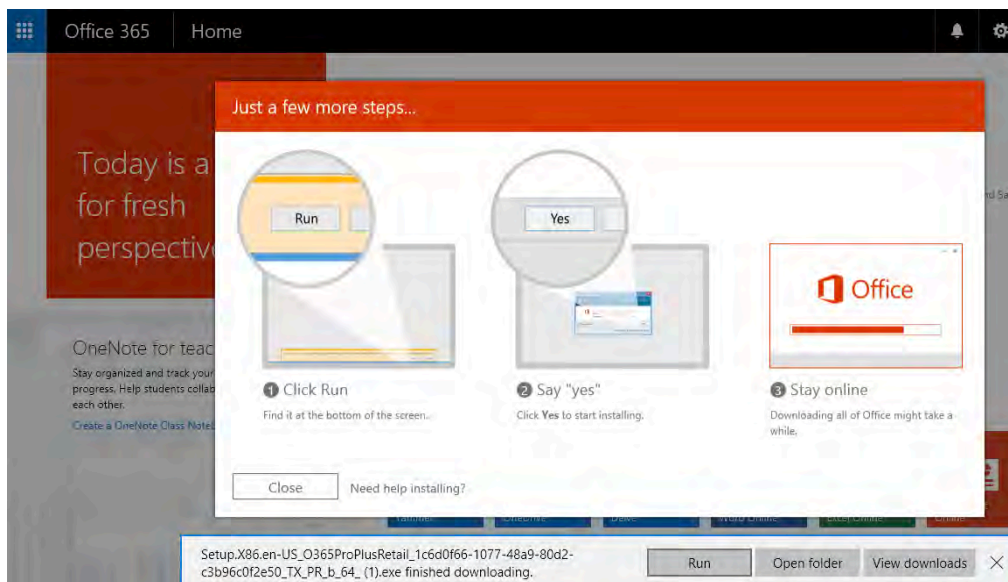 Office 365
Home
Just a few more steps...
Today is a
for fresh
perspectiv
nd Sa
Run
Yes
Office
OneNote for teac
Stay organized and track your
progress. Help students collab
each other.
Create a OneNote Class Note
1 Click Run
Find it at the bottom of the screen.
2 Say "yes"
Click Yes to start installing.
3 Stay online
Downloading all of Office might take a
while.
Close
Need help installing?
Setup.X86.en-US_O365ProPlusRetail_1c6d0f66-1077-48a9-80d2-
c3b96c0f2e50_TX_PR_b_64_ (1).exe finished downloading.
Run
Open folder
View downloads